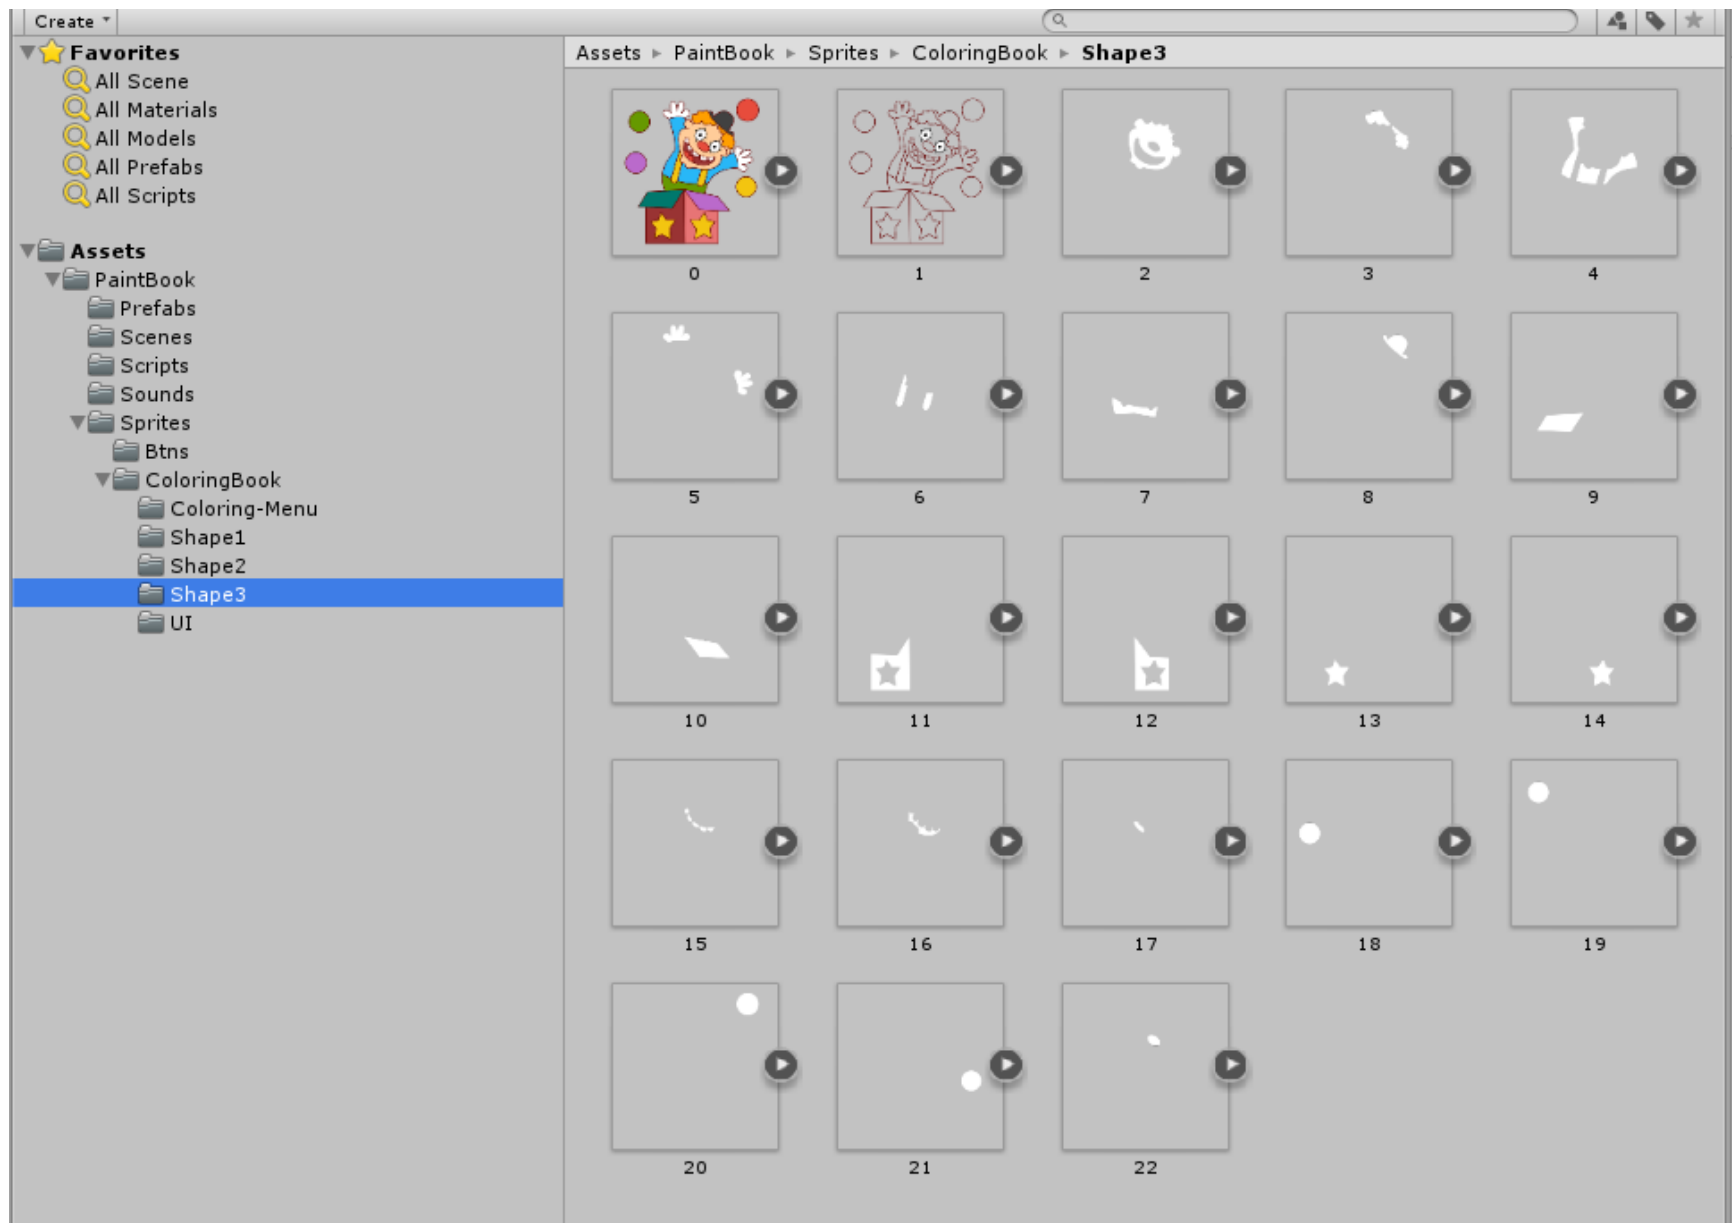 Create
Favorites
All Scene
All Materials
All Models
All Prefabs
All Scripts
Assets
PaintBook
Prefabs
Scenes
Scripts
Sounds
Sprites
Btns
ColoringBook
Coloring-Menu
Shape1
Shape2
Shape3
UI
Assets PaintBook Sprites ColoringBook Shape3
0 1 2 3 4
5 6 7 8 9
10 11 12 13 14
15 16 17 18 19
20 21 22